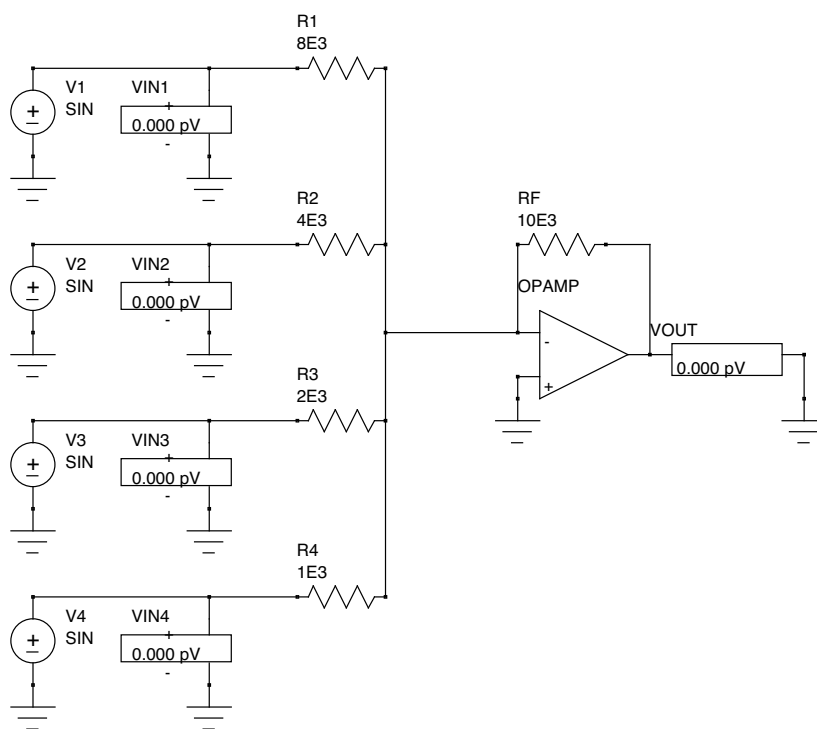 R1
8E3
V1
SIN
VIN1
+
0.000 pV
-
R2
4E3
V2
SIN
VIN2
+
0.000 pV
-
RF
10E3
OPAMP
-
+
VOUT
0.000 pV
R3
2E3
V3
SIN
VIN3
+
0.000 pV
-
R4
1E3
V4
SIN
VIN4
+
0.000 pV
-